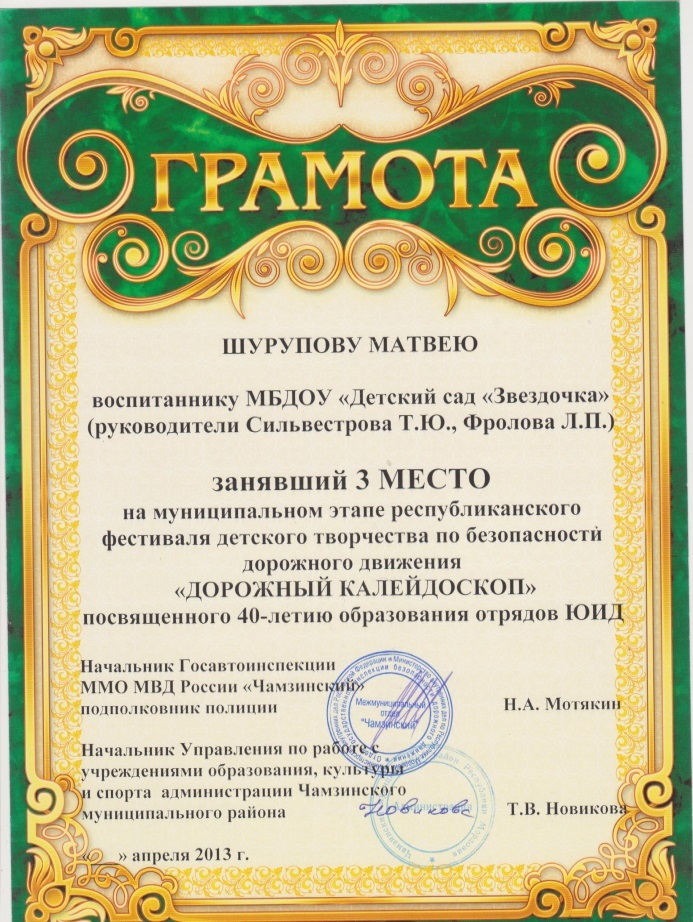 ГРАМОТА
ШУРУПОВУ МАТВЕЮ
воспитаннику МБДОУ «Детский сад «Звездочка»
(руководители Сильвестрова Т.Ю., Фролова Л.П.)
занявший 3 МЕСТО
на муниципальном этапе республиканского
фестиваля детского творчества по безопасности
дорожного движения
«ДОРОЖНЫЙ КАЛЕЙДОСКОП»
посвященного 40-летию образования отрядов ЮИД
Начальник Госавтоинспекции
ММО МВД России «Чамзинский»
подполковник полиции
Н.А. Мотякин
Межмуниципальный
отдел
"Чамзинский"
Начальник Управления по работе с
учреждениями образования, культуры
и спорта администрации Чамзинского
муниципального района
Новикова
Т.В. Новикова
« » апреля 2013 г.